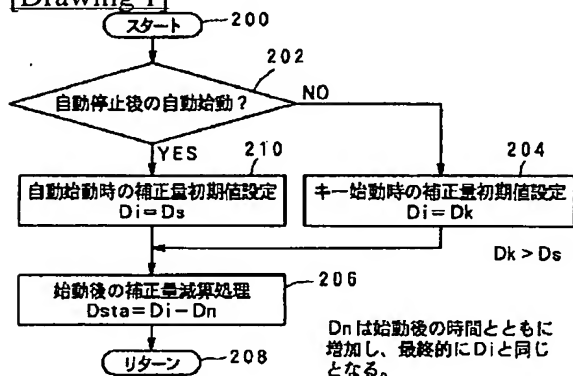 [Drawing 1]
スタート
200
202
自動停止後の自動始動?
NO
YES
210
自動始動時の補正量初期値設定
Di=Ds
204
キー始動時の補正量初期値設定
Di=Dk
Dk>Ds
206
始動後の補正量減算処理
Dsta=Di-Dn
Dnは始動後の時間とともに
増加し、最終的にDiと同じ
となる。
リターン
208